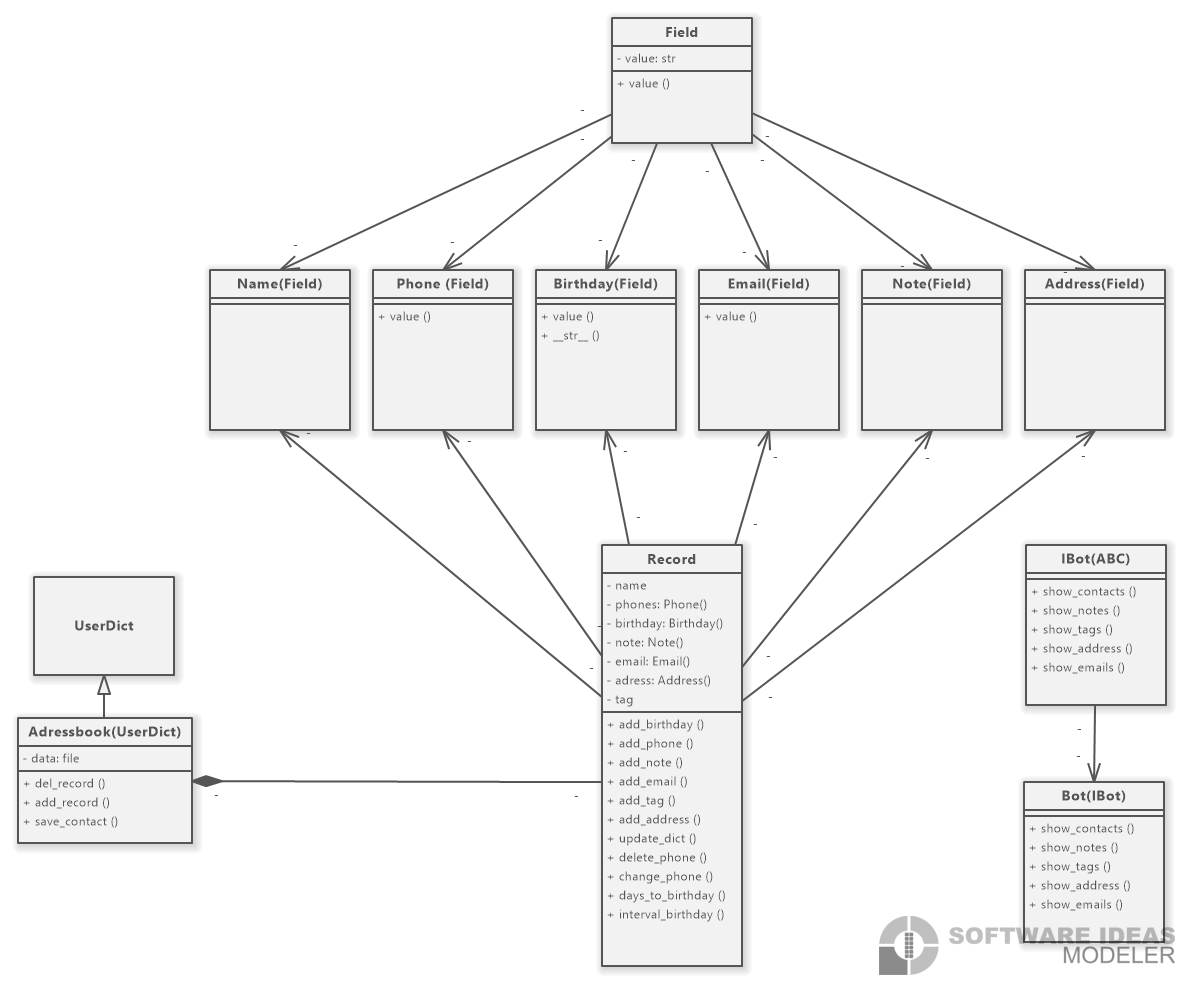 Field
- value: str
+ value ()
Name(Field)
Phone (Field)
+ value ()
Birthday(Field)
+ value ()
+ __str__ ()
Email(Field)
+ value ()
Note(Field)
Address(Field)
Record
- name
- phones: Phone()
- birthday: Birthday()
- note: Note()
- email: Email()
- adress: Address()
- tag
+ add_birthday ()
+ add_phone ()
+ add_note ()
+ add_email ()
+ add_tag ()
+ add_address ()
+ update_dict ()
+ delete_phone ()
+ change_phone ()
+ days_to_birthday ()
+ interval_birthday ()
UserDict
Adressbook(UserDict)
- data: file
+ del_record ()
+ add_record ()
+ save_contact ()
IBot(ABC)
+ show_contacts ()
+ show_notes ()
+ show_tags ()
+ show_address ()
+ show_emails ()
Bot(IBot)
+ show_contacts ()
+ show_notes ()
+ show_tags ()
+ show_address ()
+ show_emails ()
SOFTWARE IDEAS
MODELER